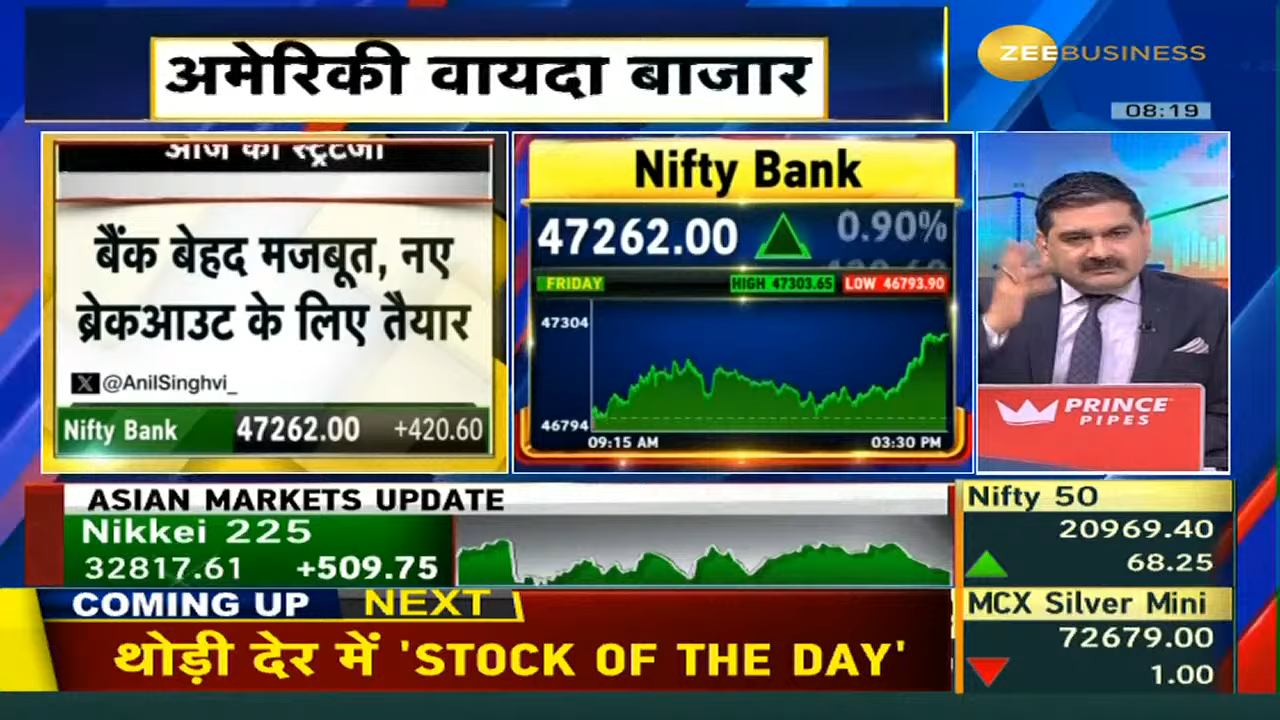 अमेरिकी वायदा बाजार
ZEEBUSINESS
08:19
आज की स्ट्रेटजी
बैंक बेहद मजबूत, नए
ब्रेकआउट के लिए तैयार
X @AnilSinghvi_
Nifty Bank 47262.00 +420.60
Nifty Bank
47262.00 0.90%
FRIDAY HIGH 47303.65 LOW 46793.90
47304
46794
09:15 AM 03:30 PM
PRINCE
PIPES
ASIAN MARKETS UPDATE
Nikkei 225
32817.61 +509.75
Nifty 50
20969.40
68.25
MCX Silver Mini
72679.00
1.00
COMING UP NEXT
थोड़ी देर में 'STOCK OF THE DAY'